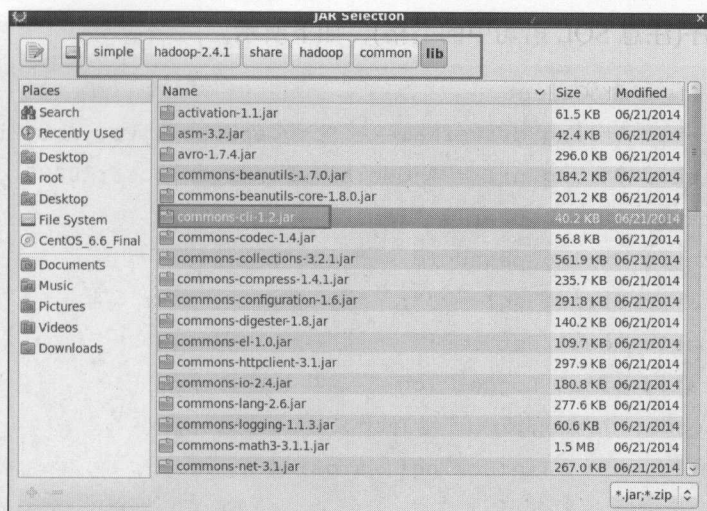 JAR Selection
simple hadoop-2.4.1 share hadoop common lib
Places
Search
Recently Used
Desktop
root
Desktop
File System
CentOS_6.6_Final
Documents
Music
Pictures
Videos
Downloads
Name Size Modified
activation-1.1.jar 61.5 KB 06/21/2014
asm-3.2.jar 42.4 KB 06/21/2014
avro-1.7.4.jar 296.0 KB 06/21/2014
commons-beanutils-1.7.0.jar 184.2 KB 06/21/2014
commons-beanutils-core-1.8.0.jar 201.2 KB 06/21/2014
commons-cli-1.2.jar 40.2 KB 06/21/2014
commons-codec-1.4.jar 56.8 KB 06/21/2014
commons-collections-3.2.1.jar 561.9 KB 06/21/2014
commons-compress-1.4.1.jar 235.7 KB 06/21/2014
commons-configuration-1.6.jar 291.8 KB 06/21/2014
commons-digester-1.8.jar 140.2 KB 06/21/2014
commons-el-1.0.jar 109.7 KB 06/21/2014
commons-httpclient-3.1.jar 297.9 KB 06/21/2014
commons-io-2.4.jar 180.8 KB 06/21/2014
commons-lang-2.6.jar 277.6 KB 06/21/2014
commons-logging-1.1.3.jar 60.6 KB 06/21/2014
commons-math3-3.1.1.jar 1.5 MB 06/21/2014
commons-net-3.1.jar 267.0 KB 06/21/2014
*.jar;*.zip